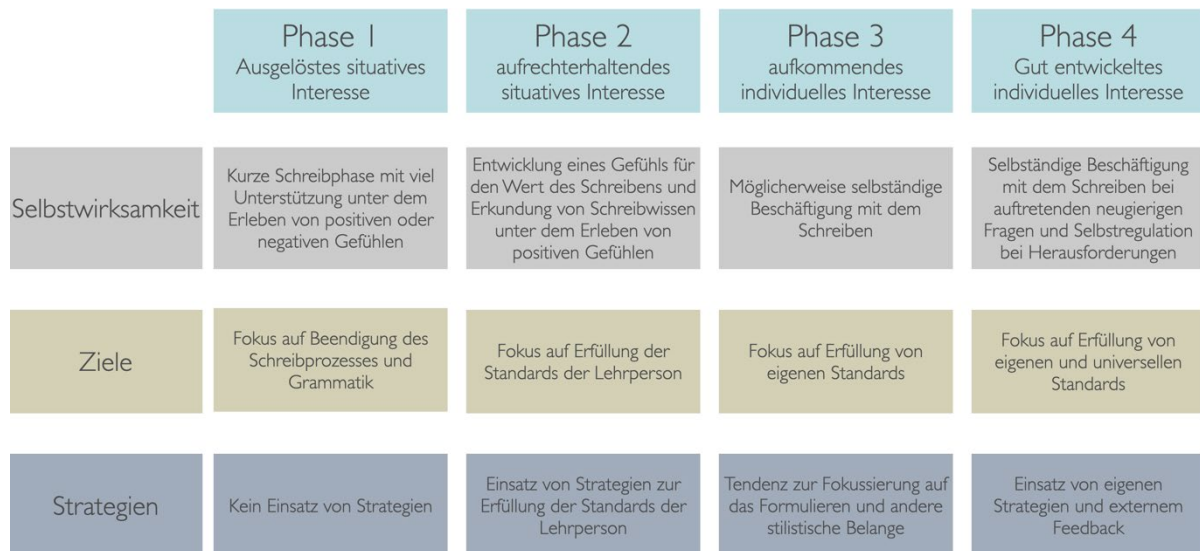 Phase 1
Ausgelöstes situatives
Interesse
Phase 2
aufrechterhaltendes
situatives Interesse
Phase 3
aufkommendes
individuelles Interesse
Phase 4
Gut entwickeltes
individuelles Interesse
Selbstwirksamkeit
Kurze Schreibphase mit viel
Unterstützung unter dem
Erleben von positiven oder
negativen Gefühlen
Entwicklung eines Gefühls für
den Wert des Schreibens und
Erkundung von Schreibwissen
unter dem Erleben von
positiven Gefühlen
Möglicherweise selbständige
Beschäftigung mit dem
Schreiben
Selbständige Beschäftigung
mit dem Schreiben bei
auftretenden neugierigen
Fragen und Selbstregulation
bei Herausforderungen
Ziele
Fokus auf Beendigung des
Schreibprozesses und
Grammatik
Fokus auf Erfüllung der
Standards der Lehrperson
Fokus auf Erfüllung von
eigenen Standards
Fokus auf Erfüllung von
eigenen und universellen
Standards
Strategien
Kein Einsatz von Strategien
Einsatz von Strategien zur
Erfüllung der Standards der
Lehrperson
Tendenz zur Fokussierung auf
das Formulieren und andere
stilistische Belange
Einsatz von eigenen
Strategien und externem
Feedback